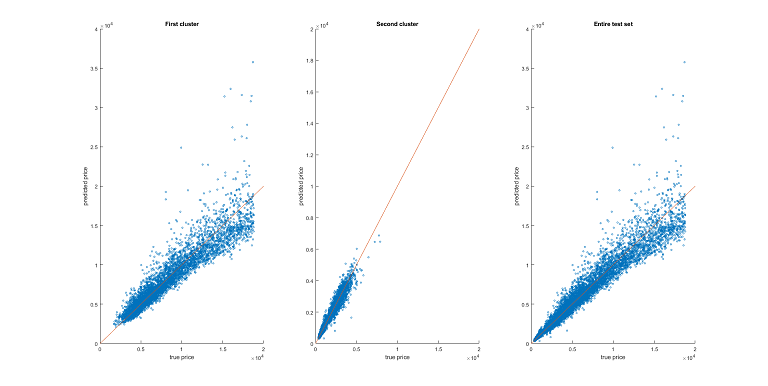 First cluster
×10⁴
4
3.5
3
2.5
2
1.5
1
0.5
0
predicted price
0 0.5 1 1.5 2
true price
×10⁴
Second cluster
×10⁴
2
1.8
1.6
1.4
1.2
1
0.8
0.6
0.4
0.2
0
predicted price
0 0.5 1 1.5 2
true price
×10⁴
Entire test set
×10⁴
4
3.5
3
2.5
2
1.5
1
0.5
0
predicted price
0 0.5 1 1.5 2
true price
×10⁴